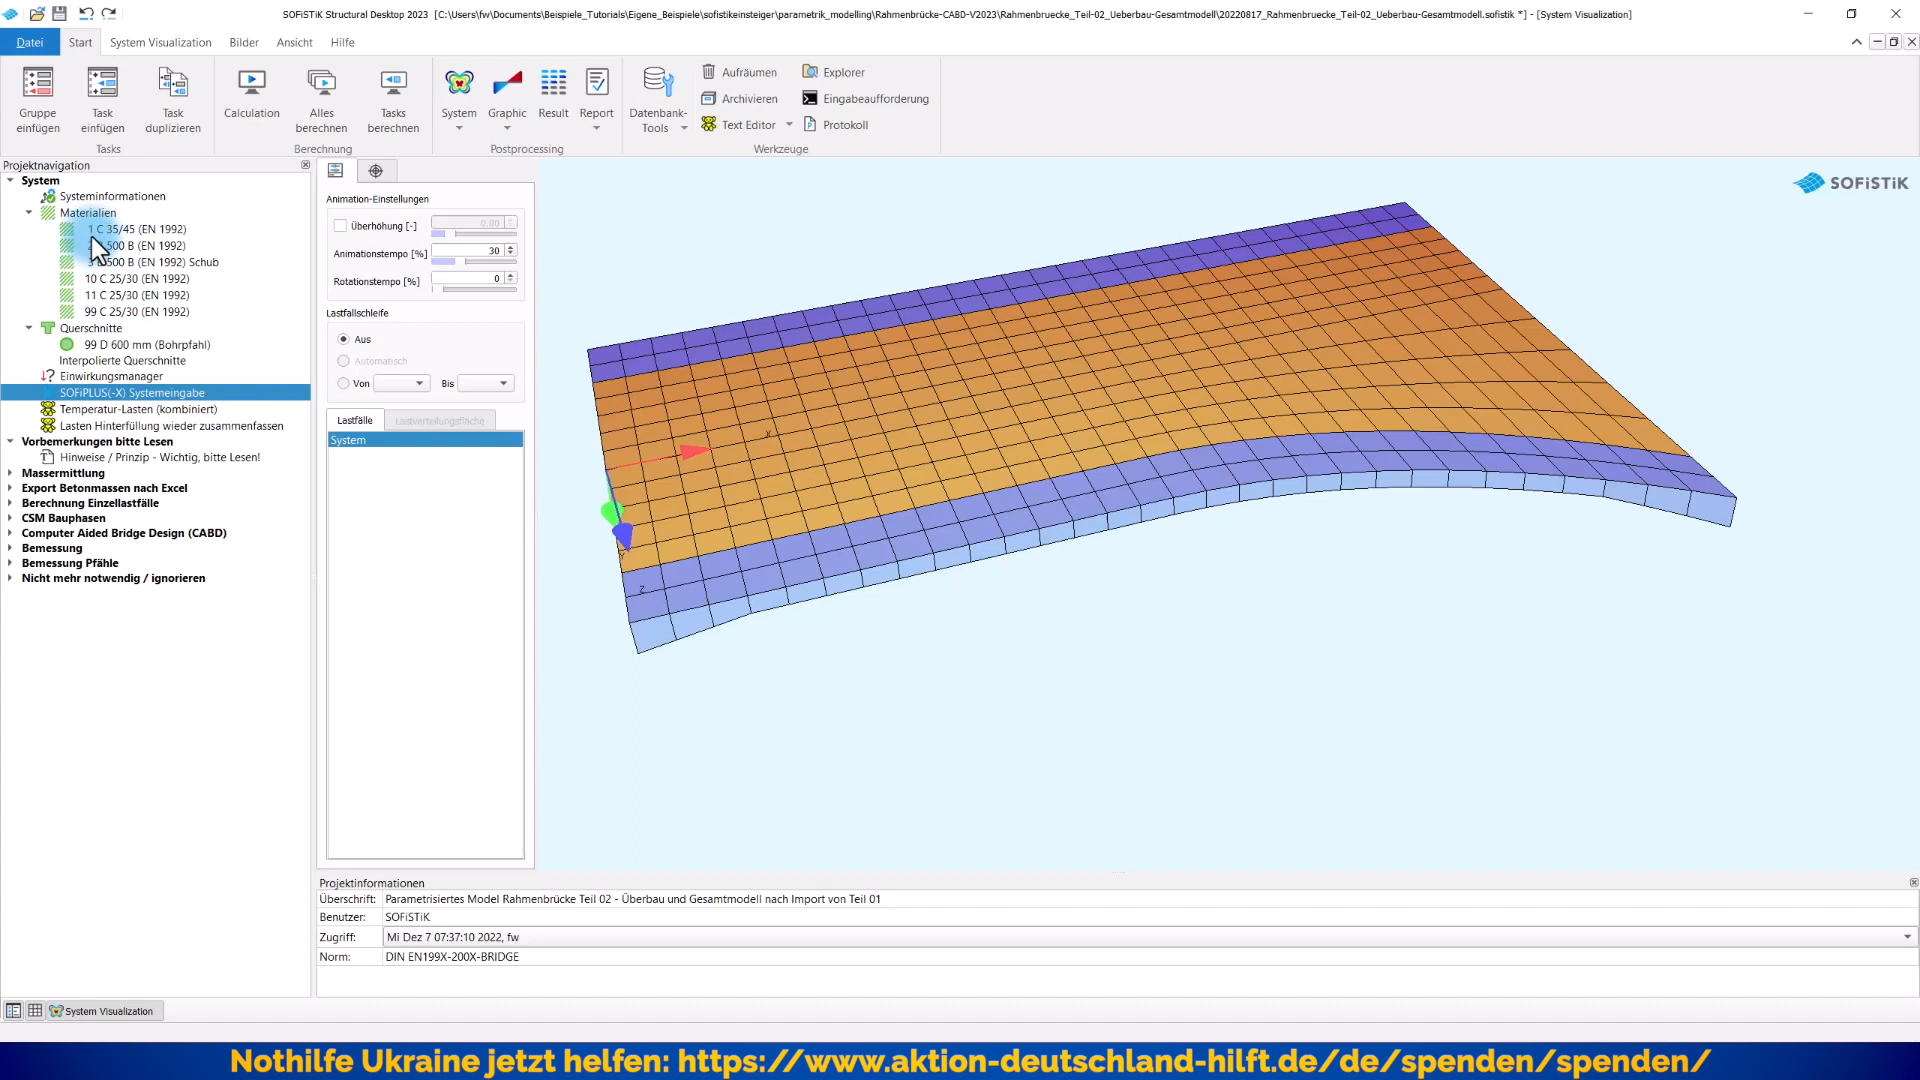 SOFiSTiK Structural Desktop 2023 [C:\Users\fw\Documents\Beispiele_Tutorials\Eigene_Beispiele\sofistikeinsteiger\parametrik_modelling\Rahmenbrücke-CABD-V2023\Rahmenbruecke_Teil-02_Ueberbau-Gesamtmodell\20220817_Rahmenbruecke_Teil-02_Ueberbau-Gesamtmodell.sofistik *] - [System Visualization]
Datei Start System Visualization Bilder Ansicht Hilfe
Gruppe einfügen
Task einfügen
Task duplizieren
Tasks
Calculation
Alles berechnen
Tasks berechnen
Berechnung
System
Graphic
Result
Report
Postprocessing
Datenbank-Tools
Aufräumen
Archivieren
Text Editor
Explorer
Eingabeaufforderung
Protokoll
Werkzeuge
Projektnavigation
System
Systeminformationen
Materialien
1 C 35/45 (EN 1992)
500 B (EN 1992)
500 B (EN 1992) Schub
10 C 25/30 (EN 1992)
11 C 25/30 (EN 1992)
99 C 25/30 (EN 1992)
Querschnitte
99 D 600 mm (Bohrpfahl)
Interpolierte Querschnitte
Einwirkungsmanager
SOFiPLUS(-X) Systemeingabe
Temperatur-Lasten (kombiniert)
Lasten Hinterfüllung wieder zusammenfassen
Vorbemerkungen bitte Lesen
Hinweise / Prinzip - Wichtig, bitte Lesen!
Massermittlung
Export Betonmassen nach Excel
Berechnung Einzellastfälle
CSM Bauphasen
Computer Aided Bridge Design (CABD)
Bemessung
Bemessung Pfähle
Nicht mehr notwendig / ignorieren
Animation-Einstellungen
Überhöhung [-] 0.00
Animationstempo [%] 30
Rotationstempo [%] 0
Lastfallschleife
Aus
Automatisch
Von Bis
Lastfälle Lastverteilungsfläche
System
SOFiSTiK
X
Y
Z
Projektinformationen
Überschrift: Parametrisiertes Model Rahmenbrücke Teil 02 - Überbau und Gesamtmodell nach Import von Teil 01
Benutzer: SOFiSTiK
Zugriff: Mi Dez 7 07:37:10 2022, fw
Norm: DIN EN199X-200X-BRIDGE
System Visualization
Nothilfe Ukraine jetzt helfen: https://www.aktion-deutschland-hilft.de/de/spenden/spenden/